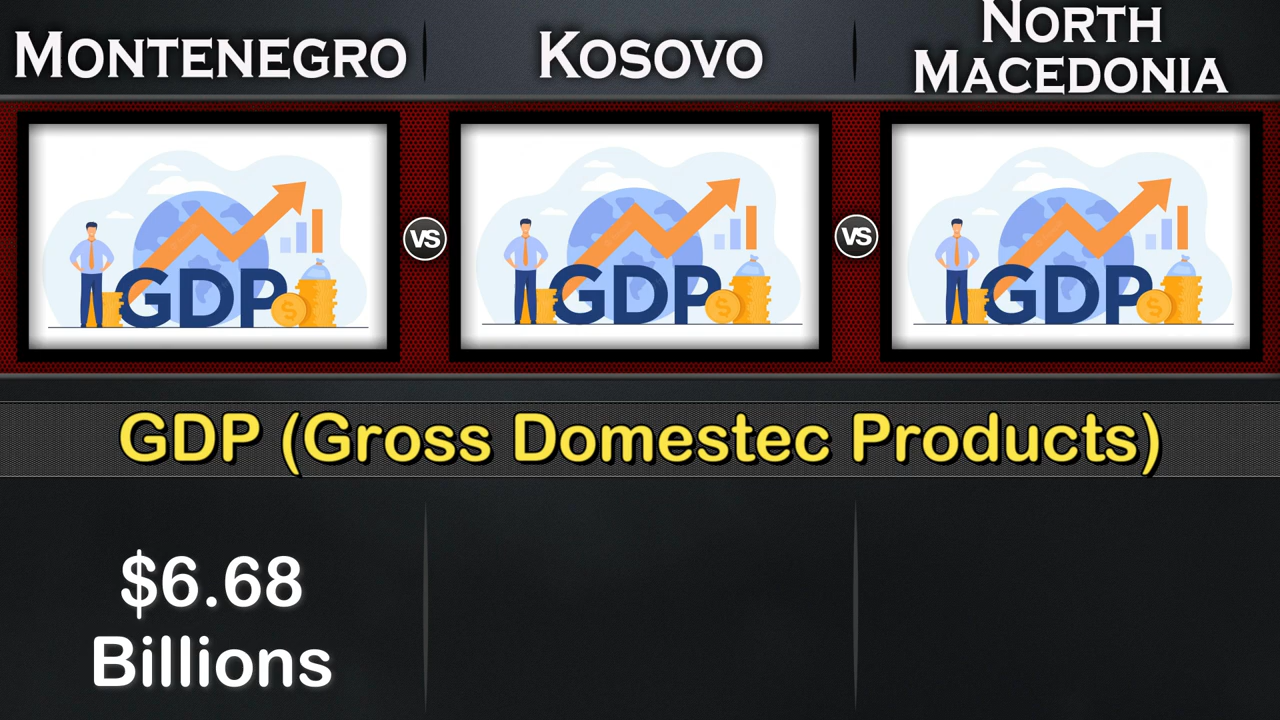 MONTENEGRO
KOSOVO
NORTH
MACEDONIA
GDP
$
VS
GDP
$
VS
GDP
$
GDP (Gross Domestec Products)
$6.68
Billions